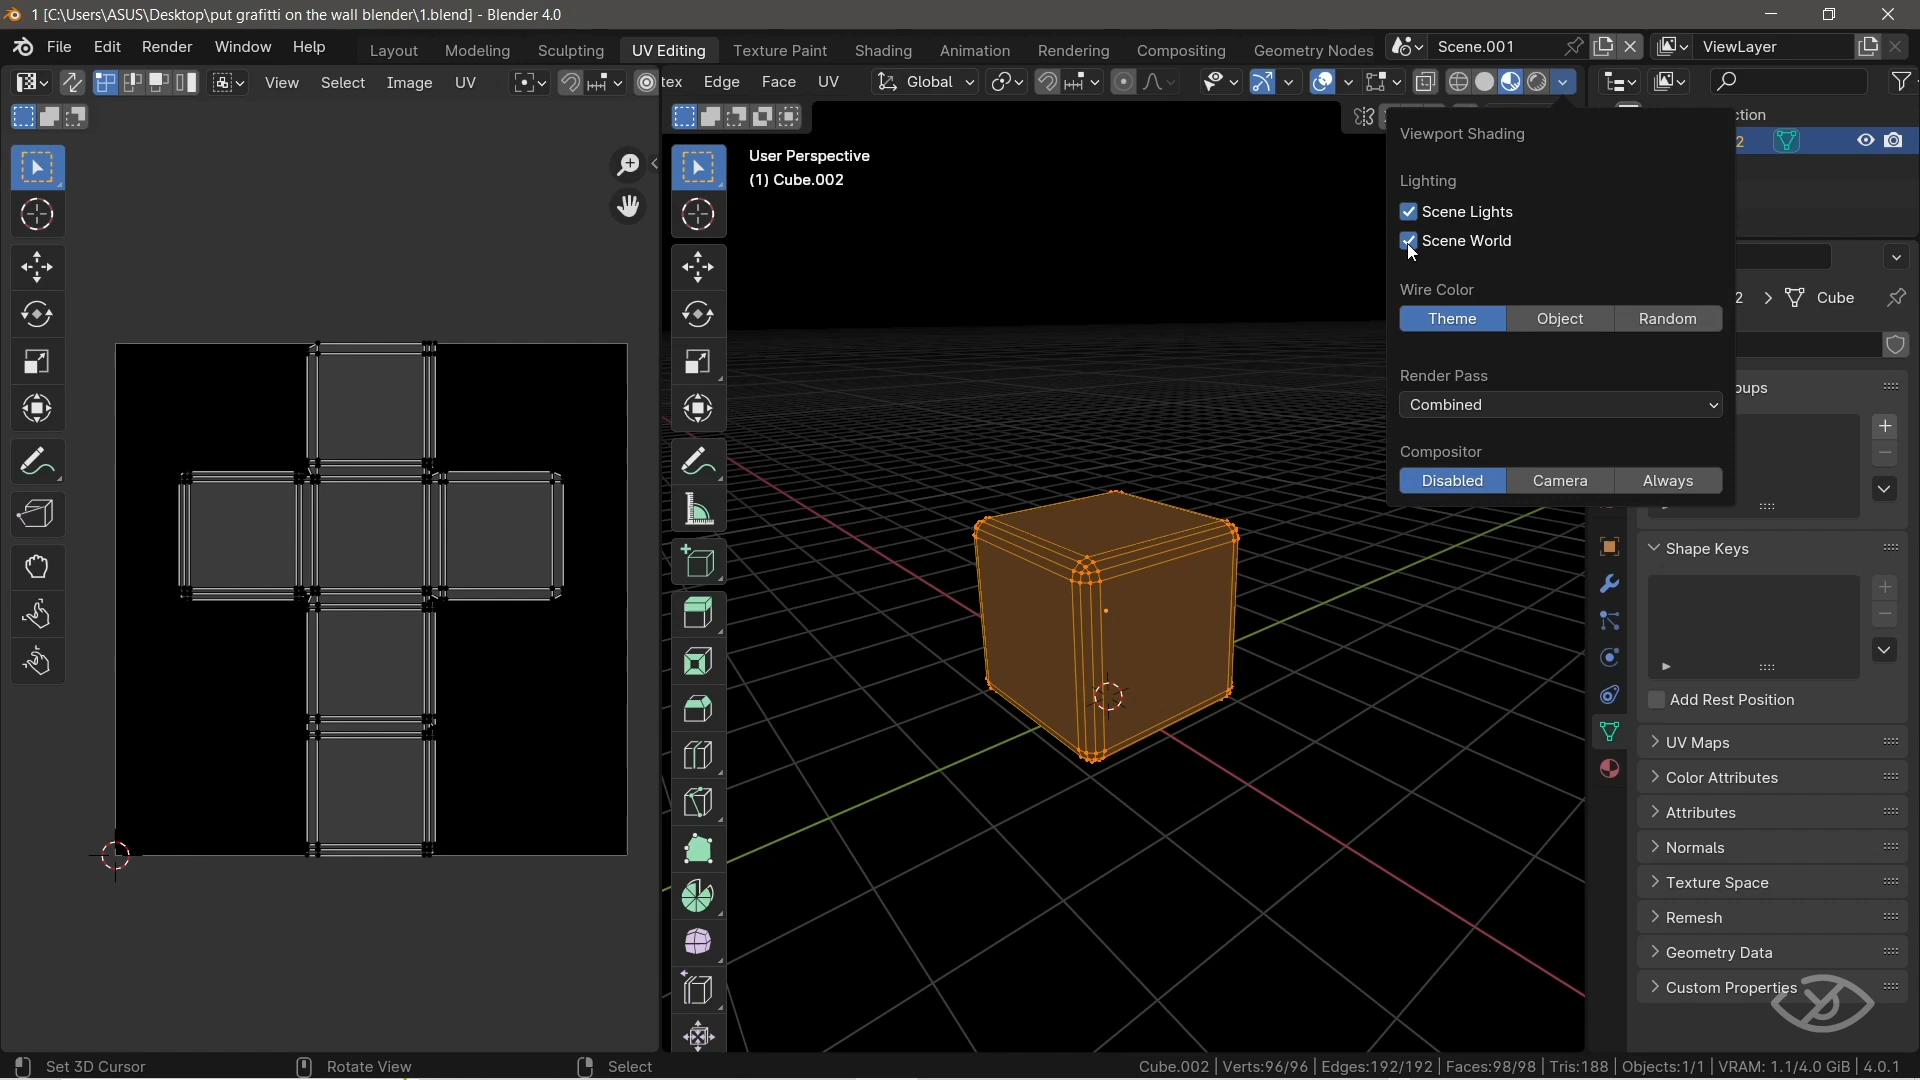 1 [C:\Users\ASUS\Desktop\put grafitti on the wall blender\1.blend] - Blender 4.0
File Edit Render Window Help Layout Modeling Sculpting UV Editing Texture Paint Shading Animation Rendering Compositing Geometry Nodes Scene.001 ViewLayer
View Select Image UV tex Edge Face UV Global
ction
User Perspective
(1) Cube.002
Viewport Shading
Lighting
Scene Lights
Scene World
Wire Color
Theme Object Random
Render Pass
Combined
Compositor
Disabled Camera Always
2
2 Cube
oups
Shape Keys
Add Rest Position
UV Maps
Color Attributes
Attributes
Normals
Texture Space
Remesh
Geometry Data
Custom Properties
Set 3D Cursor Rotate View Select Cube.002 | Verts:96/96 | Edges:192/192 | Faces:98/98 | Tris:188 | Objects:1/1 | VRAM: 1.1/4.0 GiB | 4.0.1